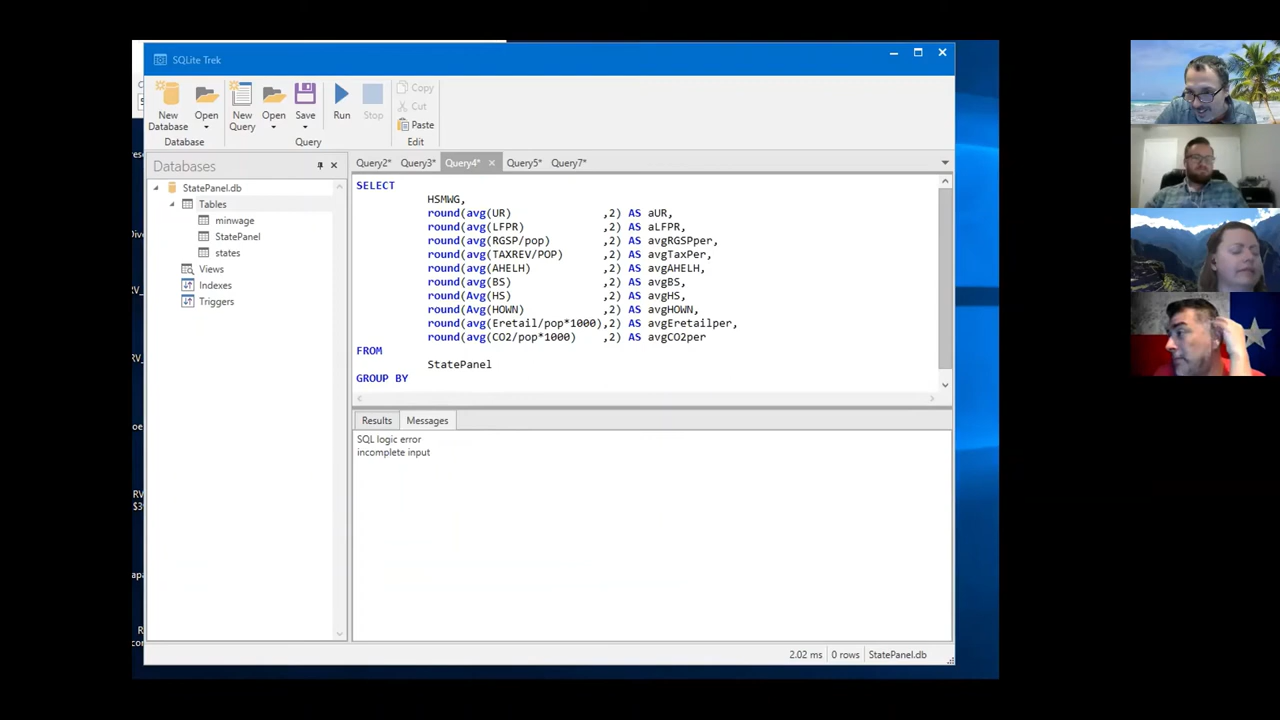 SQLite Trek
New
Database
Open
New
Query
Open
Save
Run
Stop
Copy
Cut
Paste
Database
Query
Edit
Databases
StatePanel.db
Tables
minwage
StatePanel
states
Views
Indexes
Triggers
Query2*
Query3*
Query4*
Query5*
Query7*
SELECT
HSMWG,
round(avg(UR) ,2) AS aUR,
round(avg(LFPR) ,2) AS aLFPR,
round(avg(RGSP/pop) ,2) AS avgRGSPper,
round(avg(TAXREV/POP) ,2) AS avgTaxPer,
round(avg(AHELH) ,2) AS avgAHELH,
round(avg(BS) ,2) AS avgBS,
round(Avg(HS) ,2) AS avgHS,
round(Avg(HOWN) ,2) AS avgHOWN,
round(avg(Eretail/pop*1000),2) AS avgEretailper,
round(avg(CO2/pop*1000) ,2) AS avgCO2per
FROM
StatePanel
GROUP BY
Results
Messages
SQL logic error
incomplete input
2.02 ms
0 rows
StatePanel.db